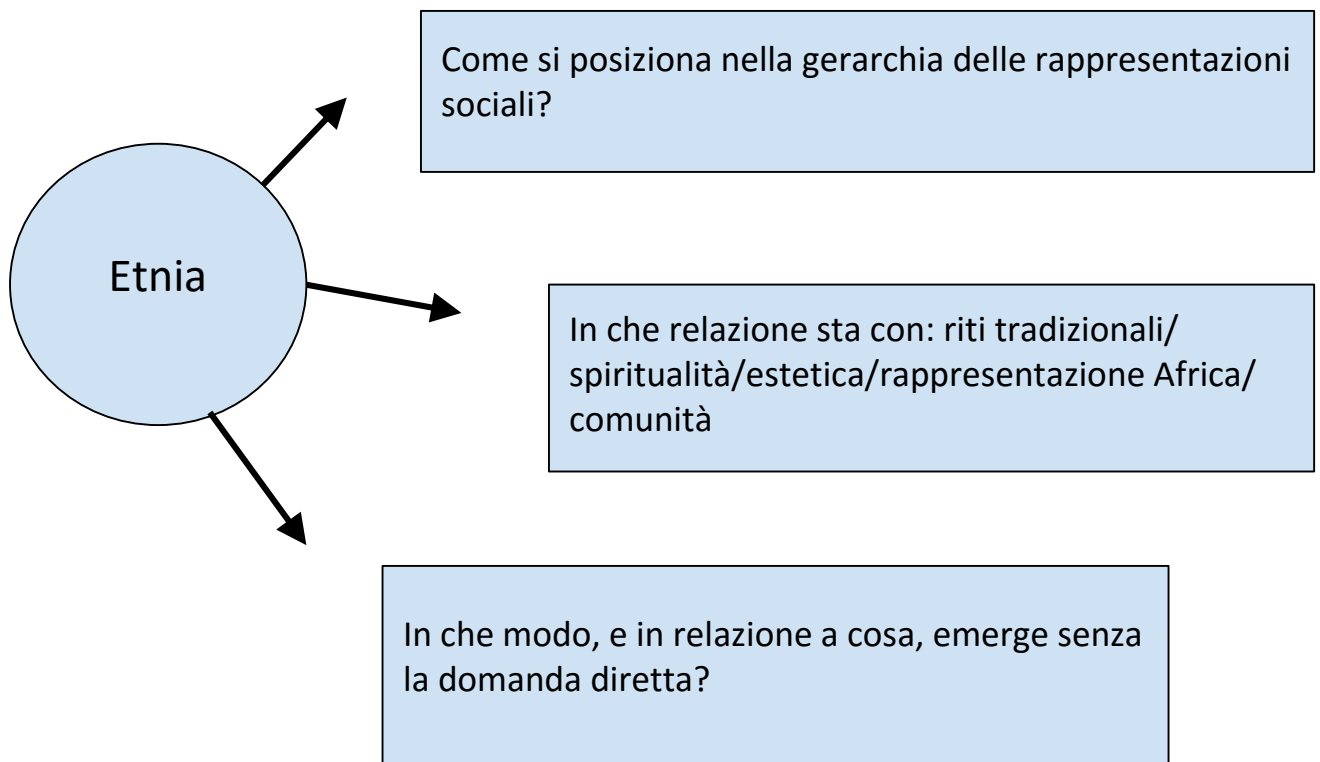 Come si posiziona nella gerarchia delle rappresentazioni
sociali?
Etnia
In che relazione sta con: riti tradizionali/
spiritualità/estetica/rappresentazione Africa/
comunità
In che modo, e in relazione a cosa, emerge senza
la domanda diretta?